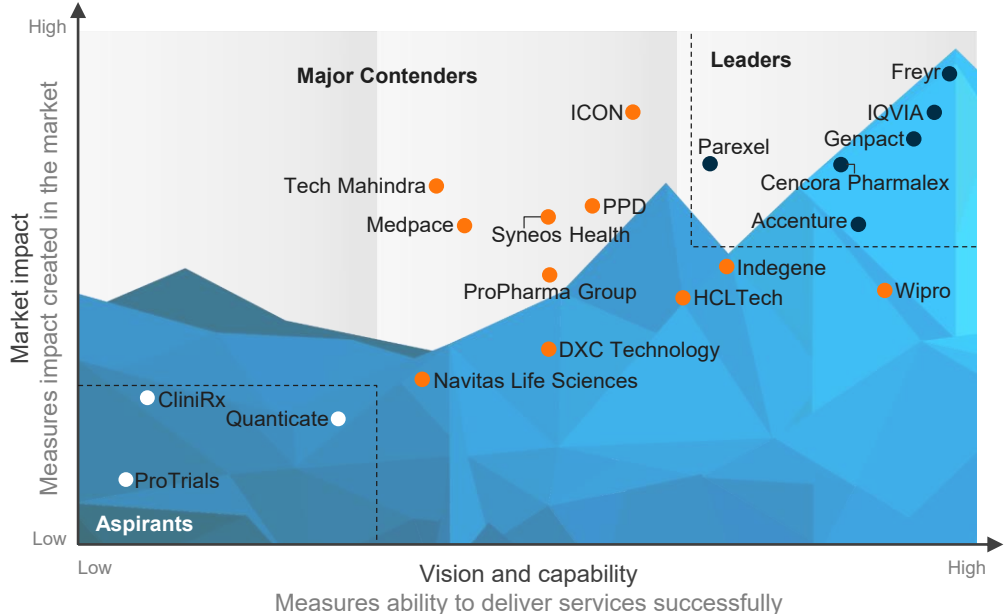 High
Leaders
Major Contenders
Freyr
ICON
IQVIA
Genpact
Parexel
Cencora Pharmalex
Tech Mahindra
PPD
Medpace
Syneos Health
Accenture
Indegene
ProPharma Group
HCLTech
Wipro
DXC Technology
Navitas Life Sciences
CliniRx
Quanticate
ProTrials
Aspirants
Market impact
Measures impact created in the market
Low
Low
High
Vision and capability
Measures ability to deliver services successfully